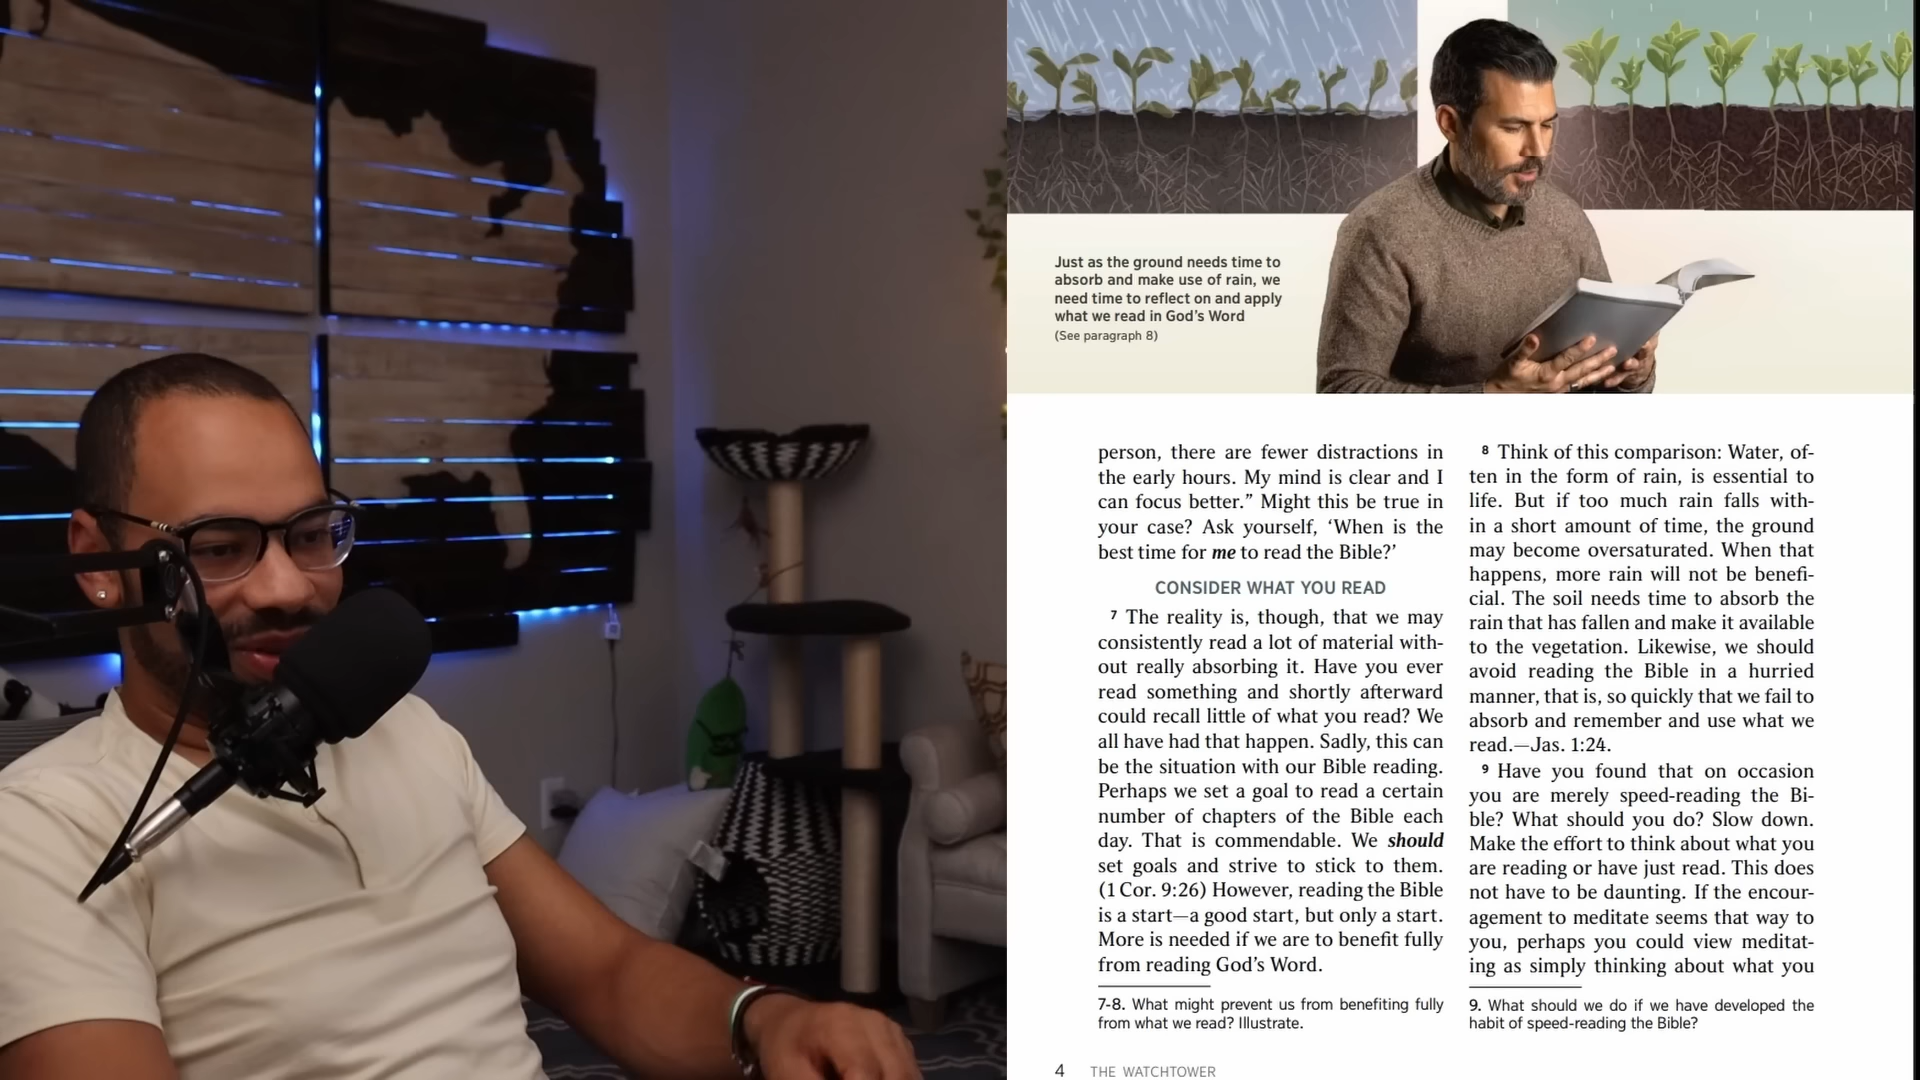 Just as the ground needs time to
absorb and make use of rain, we
need time to reflect on and apply
what we read in God's Word
(See paragraph 8)
person, there are fewer distractions in
the early hours. My mind is clear and I
can focus better.” Might this be true in
your case? Ask yourself, ‘When is the
best time for me to read the Bible?’
CONSIDER WHAT YOU READ
7 The reality is, though, that we may
consistently read a lot of material with-
out really absorbing it. Have you ever
read something and shortly afterward
could recall little of what you read? We
all have had that happen. Sadly, this can
be the situation with our Bible reading.
Perhaps we set a goal to read a certain
number of chapters of the Bible each
day. That is commendable. We should
set goals and strive to stick to them.
(1 Cor. 9:26) However, reading the Bible
is a start—a good start, but only a start.
More is needed if we are to benefit fully
from reading God's Word.
7-8. What might prevent us from benefiting fully
from what we read? Illustrate.
8 Think of this comparison: Water, of-
ten in the form of rain, is essential to
life. But if too much rain falls with-
in a short amount of time, the ground
may become oversaturated. When that
happens, more rain will not be benefi-
cial. The soil needs time to absorb the
rain that has fallen and make it available
to the vegetation. Likewise, we should
avoid reading the Bible in a hurried
manner, that is, so quickly that we fail to
absorb and remember and use what we
read.—Jas. 1:24.
9 Have you found that on occasion
you are merely speed-reading the Bi-
ble? What should you do? Slow down.
Make the effort to think about what you
are reading or have just read. This does
not have to be daunting. If the encour-
agement to meditate seems that way to
you, perhaps you could view meditat-
ing as simply thinking about what you
9. What should we do if we have developed the
habit of speed-reading the Bible?
4 THE WATCHTOWER